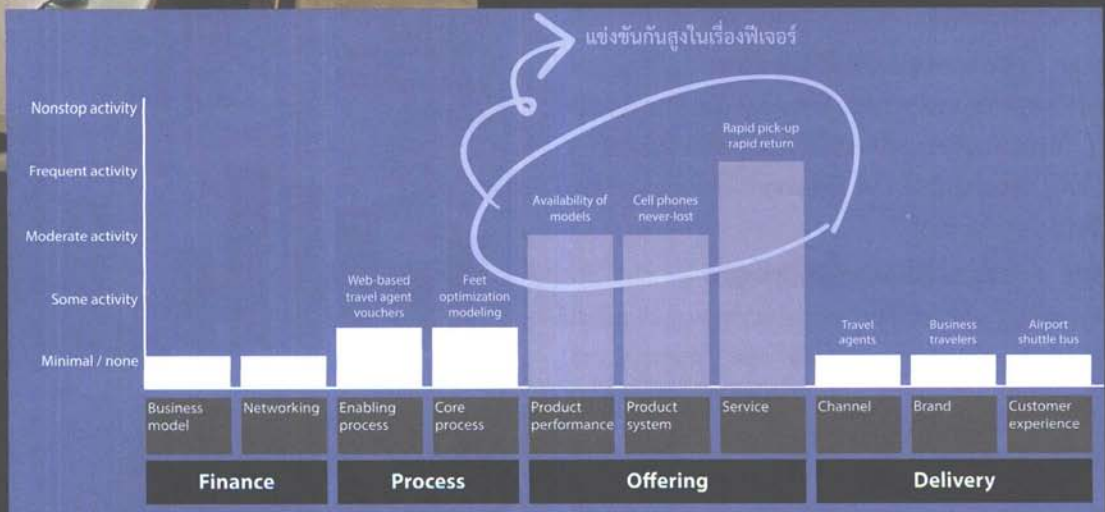 แข่งขันกันสูงในเรื่องฟีเจอร์
Nonstop activity
Frequent activity
Moderate activity
Some activity
Minimal / none
Web-based
travel agent
vouchers
Feet
optimization
modeling
Availability of
models
Cell phones
never-lost
Rapid pick-up
rapid return
Travel
agents
Business
travelers
Airport
shuttle bus
Business
model
Networking
Enabling
process
Core
process
Product
performance
Product
system
Service
Channel
Brand
Customer
experience
Finance
Process
Offering
Delivery